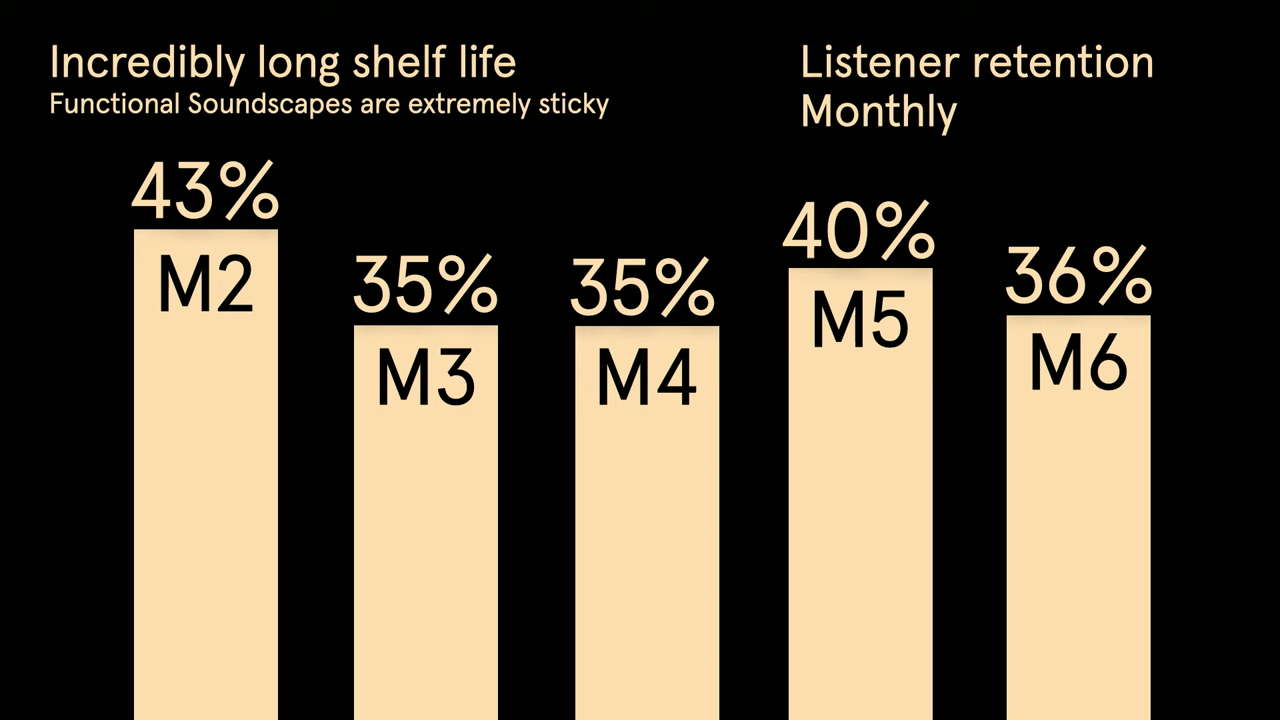 Incredibly long shelf life
Functional Soundscapes are extremely sticky
Listener retention
Monthly
43%
M2
35%
M3
35%
M4
40%
M5
36%
M6